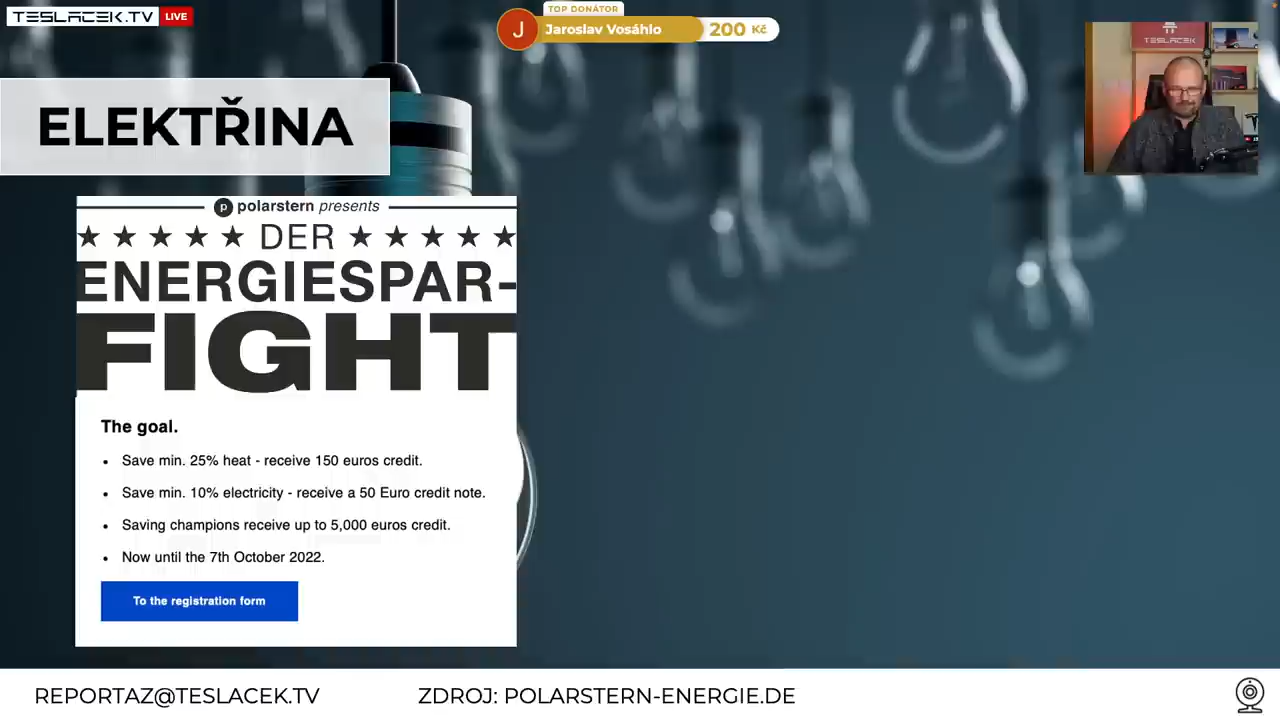 TESLACEK.TV LIVE
TOP DONÁTOR
J Jaroslav Vosáhlo 200 Kč
TESLACEK
ELEKTŘINA
p polarstern presents
DER
ENERGIESPAR-
FIGHT
The goal.
Save min. 25% heat - receive 150 euros credit.
Save min. 10% electricity - receive a 50 Euro credit note.
Saving champions receive up to 5,000 euros credit.
Now until the 7th October 2022.
To the registration form
REPORTAZ@TESLACEK.TV ZDROJ: POLARSTERN-ENERGIE.DE